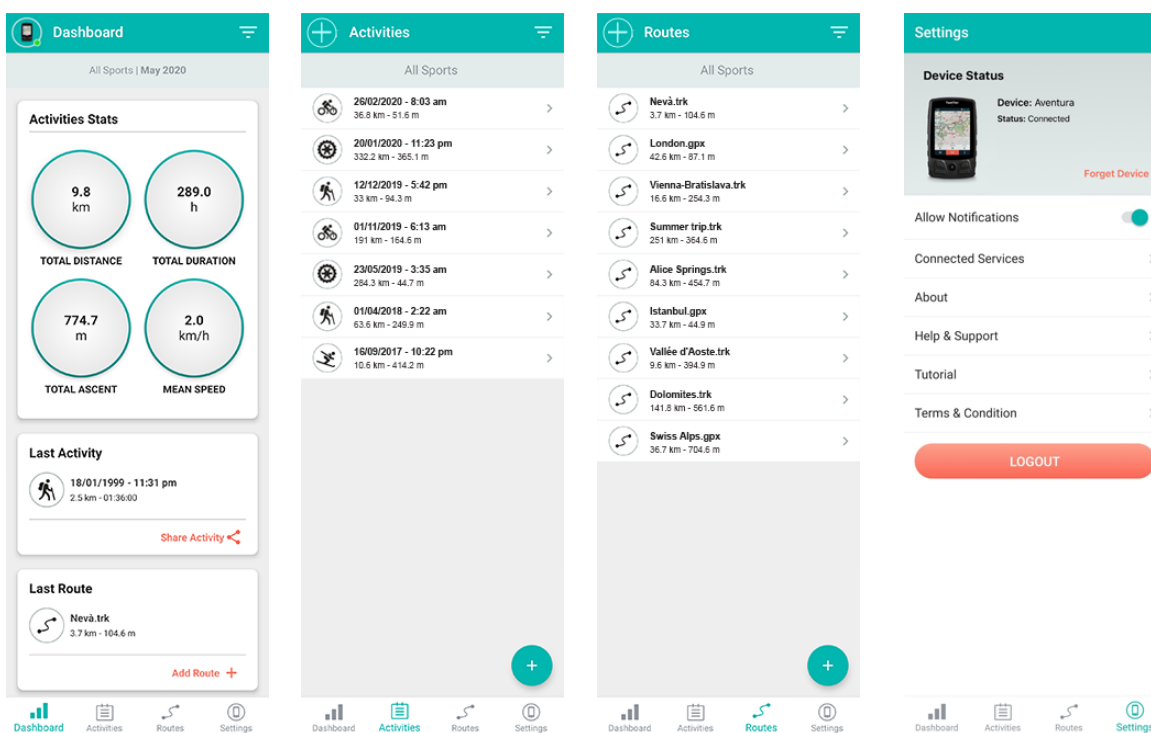 Dashboard
All Sports | May 2020
Activities Stats
9.8
km
289.0
h
TOTAL DISTANCE
TOTAL DURATION
774.7
m
2.0
km/h
TOTAL ASCENT
MEAN SPEED
Last Activity
18/01/1999 - 11:31 pm
2.5 km - 01:36:00
Share Activity
Last Route
Nevà.trk
3.7 km - 104.6 m
Add Route +
Dashboard
Activities
Routes
Settings
Activities
All Sports
26/02/2020 - 8:03 am
36.8 km - 51.6 m
20/01/2020 - 11:23 pm
332.2 km - 365.1 m
12/12/2019 - 5:42 pm
33 km - 94.3 m
01/11/2019 - 6:13 am
191 km - 164.6 m
23/05/2019 - 3:35 am
284.3 km - 44.7 m
01/04/2018 - 2:22 am
63.6 km - 249.9 m
16/09/2017 - 10:22 pm
10.6 km - 414.2 m
Dashboard
Activities
Routes
Settings
Routes
All Sports
Nevà.trk
3.7 km - 104.6 m
London.gpx
42.6 km - 87.1 m
Vienna-Bratislava.trk
16.6 km - 254.3 m
Summer trip.trk
251 km - 364.6 m
Alice Springs.trk
84.3 km - 454.7 m
Istanbul.gpx
33.7 km - 44.9 m
Vallée d'Aoste.trk
9.6 km - 394.9 m
Dolomites.trk
141.8 km - 561.6 m
Swiss Alps.gpx
36.7 km - 704.6 m
Dashboard
Activities
Routes
Settings
Settings
Device Status
Device: Aventura
Status: Connected
Forget Device
Allow Notifications
Connected Services
About
Help & Support
Tutorial
Terms & Condition
LOGOUT
Dashboard
Activities
Routes
Settings